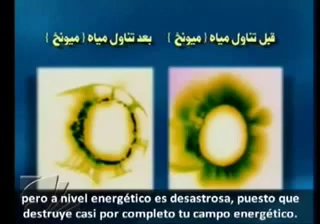 قبل تناول مياه { ميونخ }
بعد تناول مياه { ميونخ }
pero a nivel energético es desastrosa, puesto que
destruye casi por completo tu campo energético.